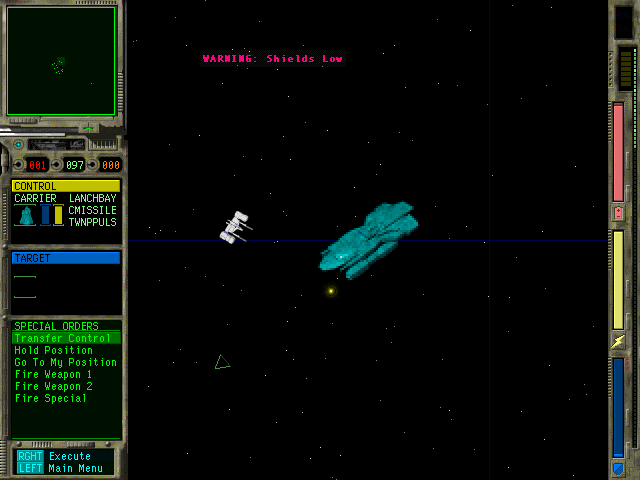 WARNING: Shields Low
001 097 000
CONTROL
CARRIER LANCHBAY
CMISSILE
TWNPPULS
TARGET
SPECIAL ORDERS
Transfer Control
Hold Position
Go To My Position
Fire Weapon 1
Fire Weapon 2
Fire Special
RGHT Execute
LEFT Main Menu